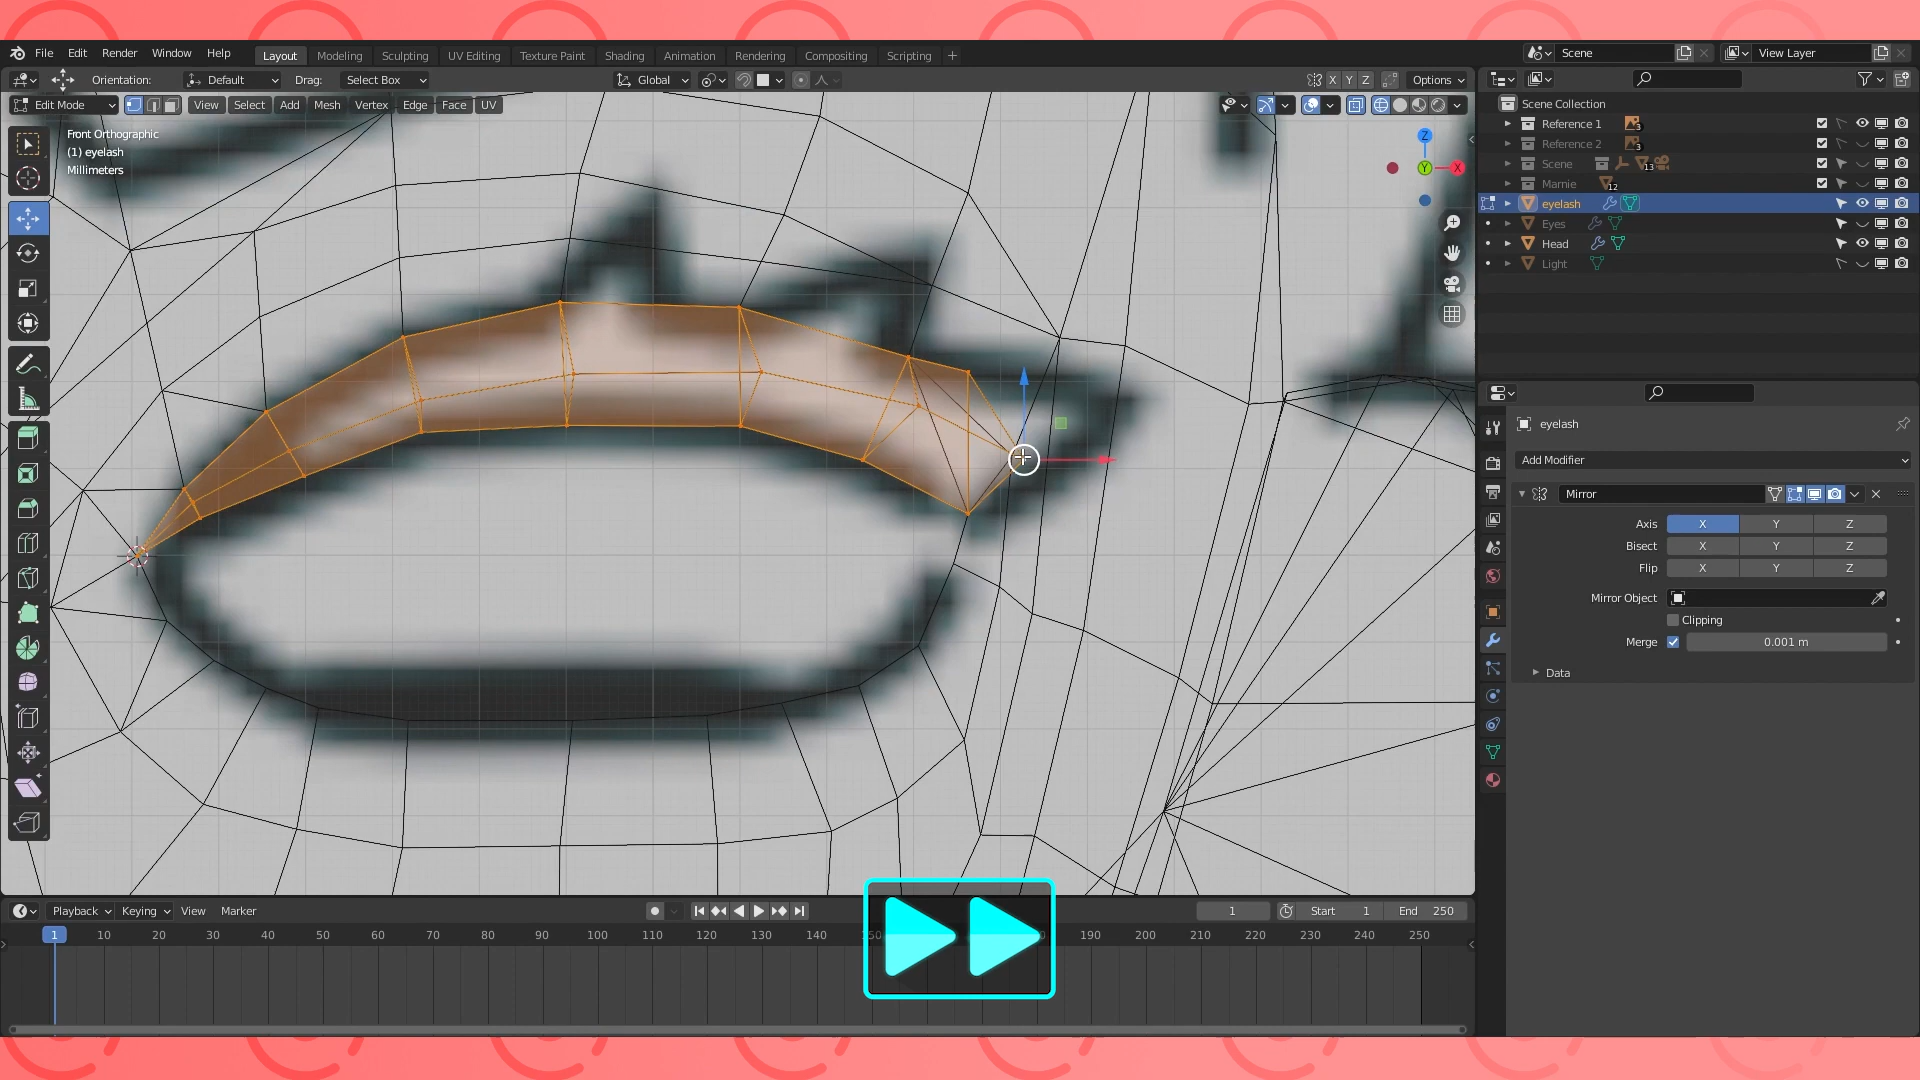 File Edit Render Window Help Layout Modeling Sculpting UV Editing Texture Paint Shading Animation Rendering Compositing Scripting + Scene View Layer
Orientation: Default Drag: Select Box Global X Y Z Options
Edit Mode View Select Add Mesh Vertex Edge Face UV
Front Orthographic
(1) eyelash
Millimeters
Z
Y
X
Scene Collection
Reference 1 3
Reference 2 3
Scene 13
Marnie 12
eyelash
Eyes
Head
Light
eyelash
Add Modifier
Mirror
Axis X Y Z
Bisect X Y Z
Flip X Y Z
Mirror Object
Clipping
Merge 0.001 m
Data
Playback Keying View Marker 1 Start 1 End 250
1 10 20 30 40 50 60 70 80 90 100 110 120 130 140 150 190 200 210 220 230 240 250